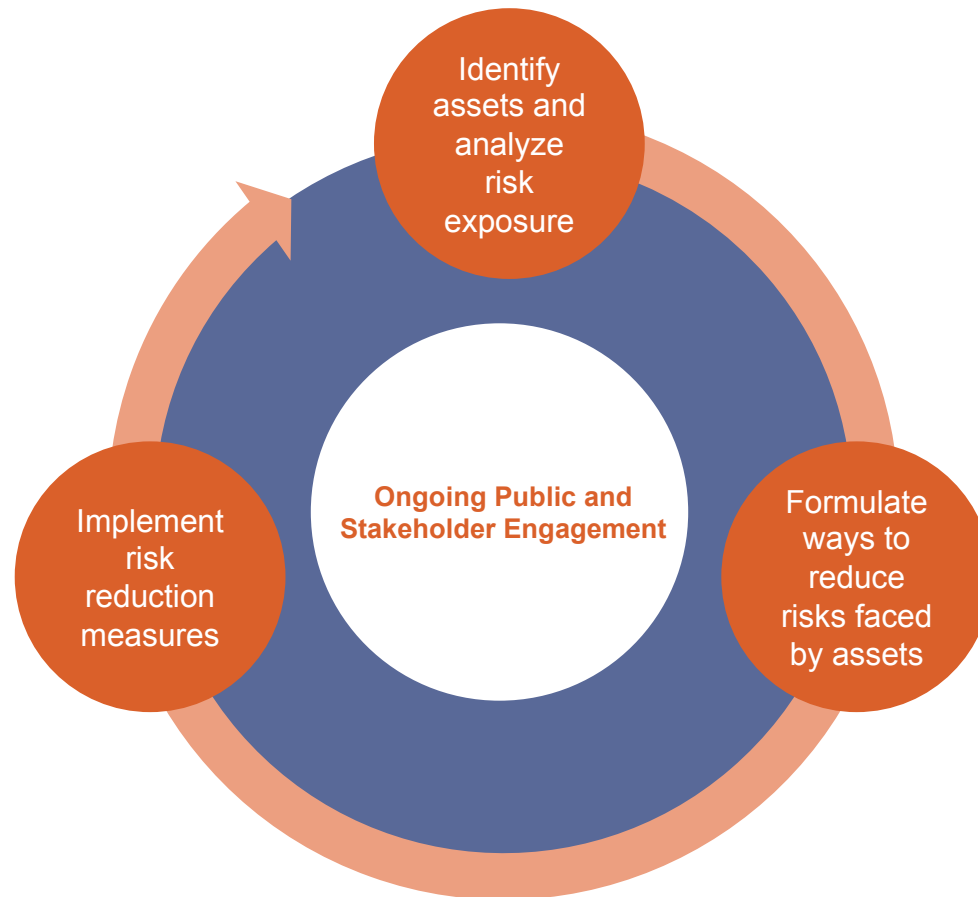 Identify
assets and
analyze
risk
exposure
Ongoing Public and
Stakeholder Engagement
Implement
risk
reduction
measures
Formulate
ways to
reduce
risks faced
by assets